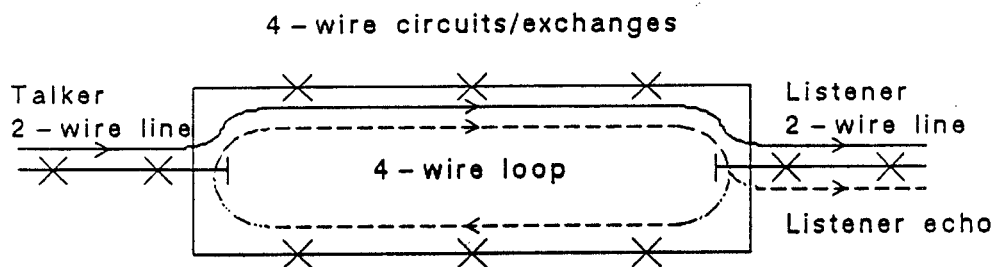 4 – wire circuits/exchanges
Talker
2 – wire line
4 – wire loop
Listener
2 – wire line
Listener echo